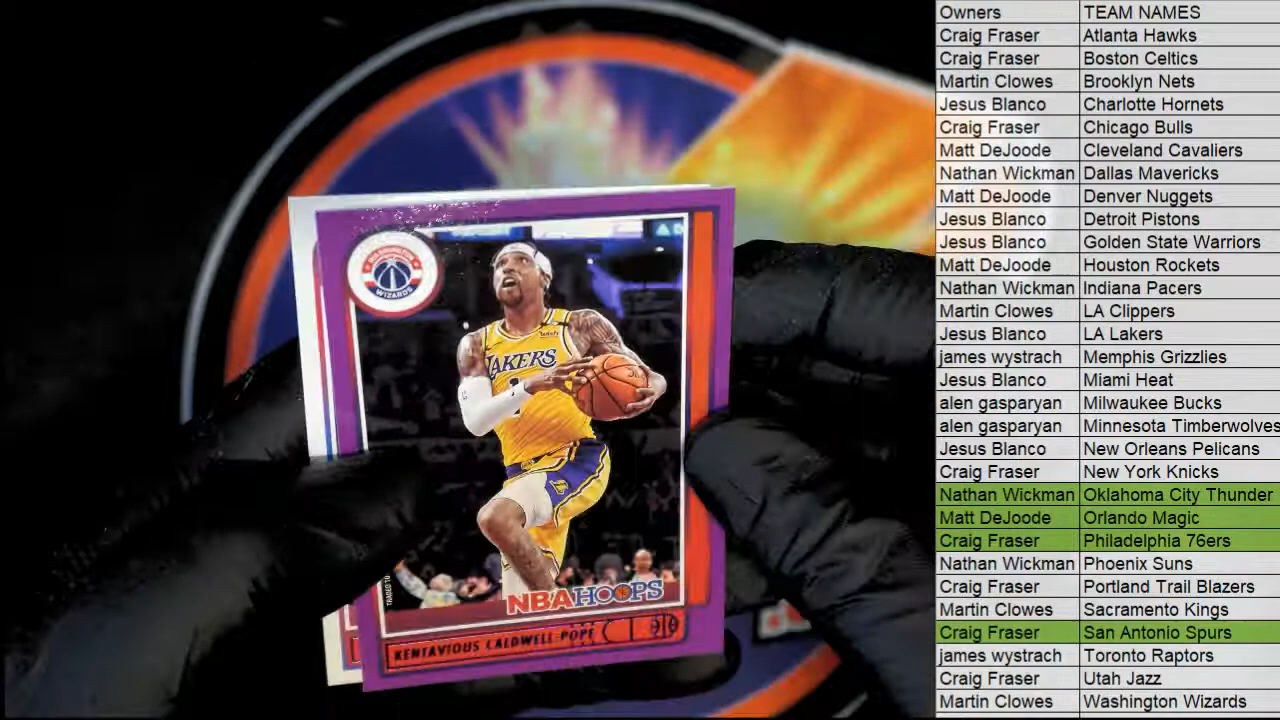 Owners TEAM NAMES
Craig Fraser Atlanta Hawks
Craig Fraser Boston Celtics
Martin Clowes Brooklyn Nets
Jesus Blanco Charlotte Hornets
Craig Fraser Chicago Bulls
Matt DeJoode Cleveland Cavaliers
Nathan Wickman Dallas Mavericks
Matt DeJoode Denver Nuggets
Jesus Blanco Detroit Pistons
Jesus Blanco Golden State Warriors
Matt DeJoode Houston Rockets
Nathan Wickman Indiana Pacers
Martin Clowes LA Clippers
Jesus Blanco LA Lakers
james wystrach Memphis Grizzlies
Jesus Blanco Miami Heat
alen gasparyan Milwaukee Bucks
alen gasparyan Minnesota Timberwolves
Jesus Blanco New Orleans Pelicans
Craig Fraser New York Knicks
Nathan Wickman Oklahoma City Thunder
Matt DeJoode Orlando Magic
Craig Fraser Philadelphia 76ers
Nathan Wickman Phoenix Suns
Craig Fraser Portland Trail Blazers
Martin Clowes Sacramento Kings
Craig Fraser San Antonio Spurs
james wystrach Toronto Raptors
Craig Fraser Utah Jazz
Martin Clowes Washington Wizards
WIZARDS
LAKERS
TRADED TO
NBA HOOPS
KENTAVIOUS CALDWELL-POPE